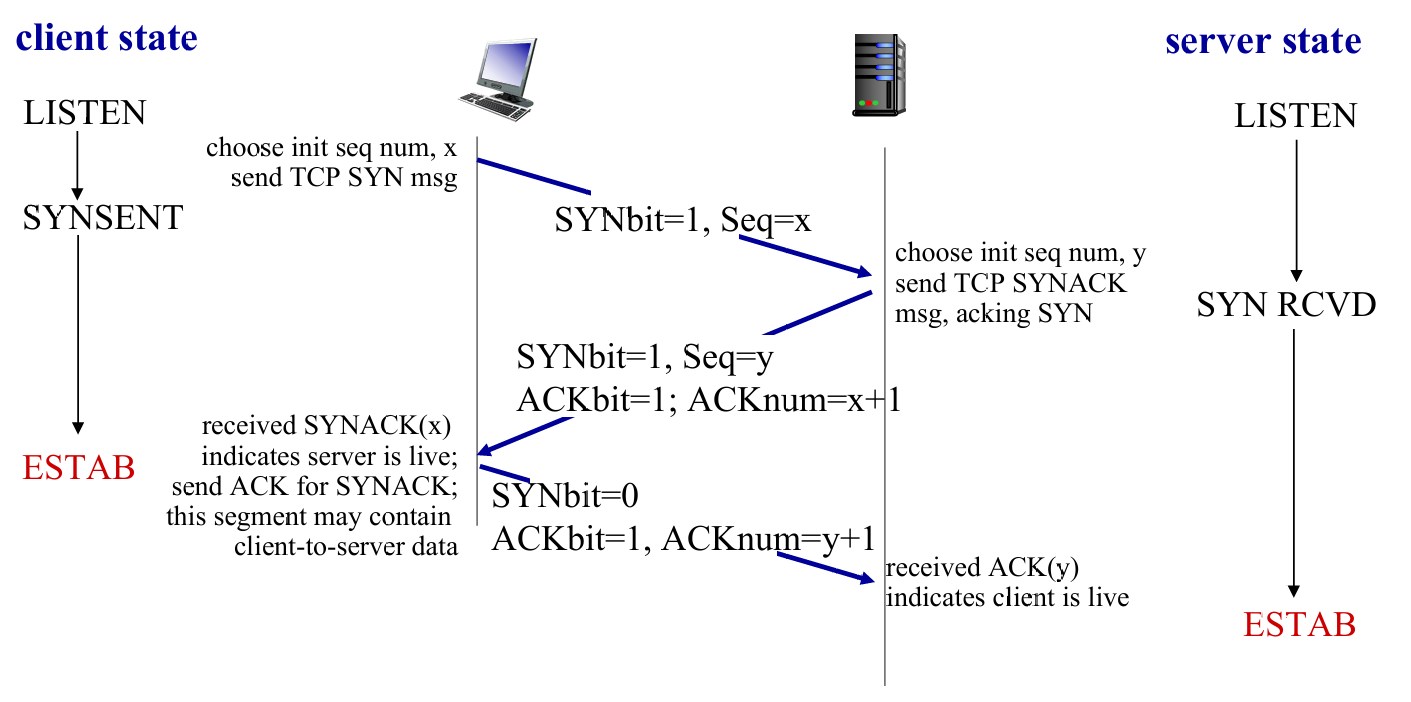 client state
server state
LISTEN
LISTEN
choose init seq num, x
send TCP SYN msg
SYNSENT
SYNbit=1, Seq=x
choose init seq num, y
send TCP SYNACK
msg, acking SYN
SYN RCVD
SYNbit=1, Seq=y
ACKbit=1; ACKnum=x+1
received SYNACK(x)
indicates server is live;
send ACK for SYNACK;
this segment may contain
client-to-server data
ESTAB
SYNbit=0
ACKbit=1, ACKnum=y+1
received ACK(y)
indicates client is live
ESTAB